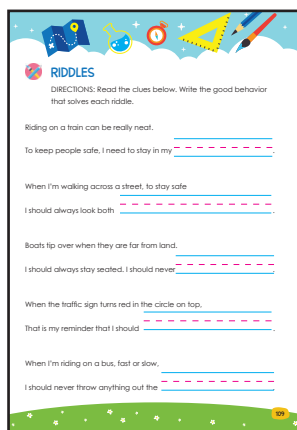 RIDDLES
DIRECTIONS: Read the clues below. Write the good behavior
that solves each riddle.
Riding on a train can be really neat.
To keep people safe, I need to stay in my .
When I'm walking across a street, to stay safe
I should always look both .
Boats tip over when they are far from land.
I should always stay seated. I should never .
When the traffic sign turns red in the circle on top,
That is my reminder that I should .
When I'm riding on a bus, fast or slow,
I should never throw anything out the .
109